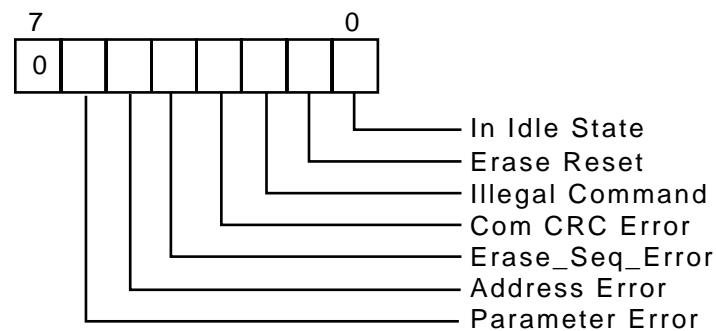 7 0
0
In Idle State
Erase Reset
Illegal Command
Com CRC Error
Erase_Seq_Error
Address Error
Parameter Error